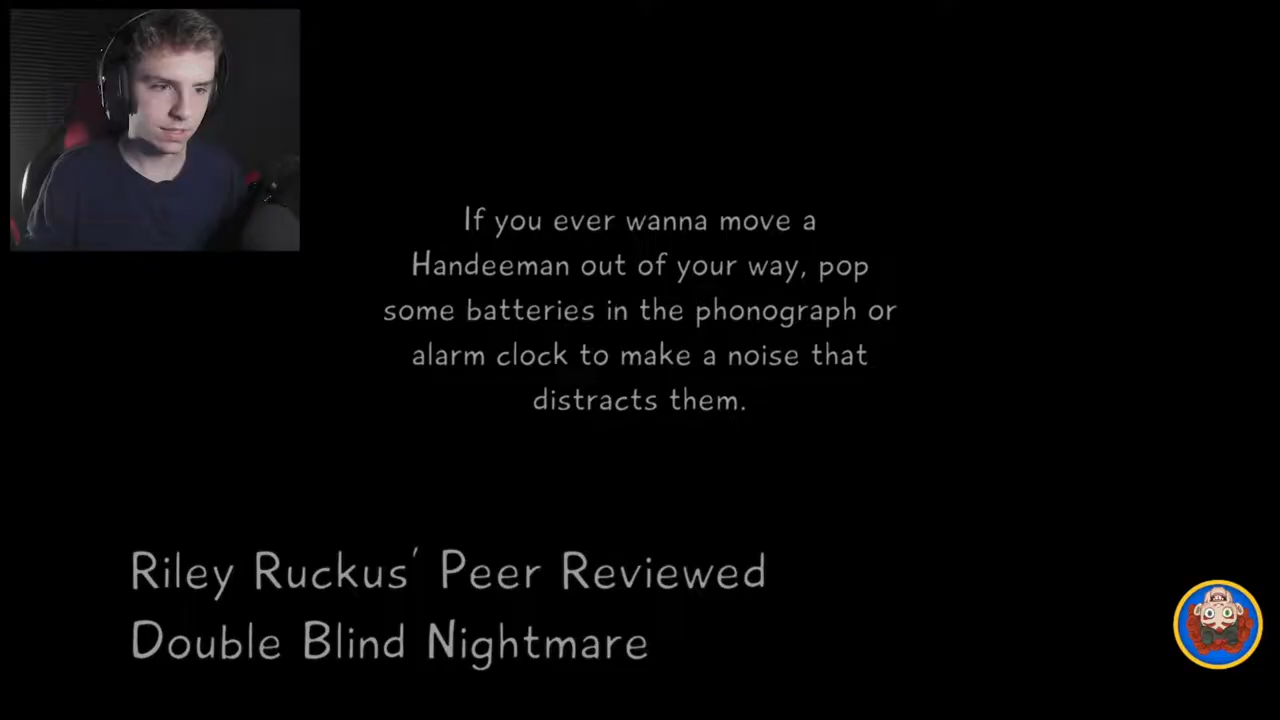 If you ever wanna move a
Handeeman out of your way, pop
some batteries in the phonograph or
alarm clock to make a noise that
distracts them.
Riley Ruckus' Peer Reviewed
Double Blind Nightmare